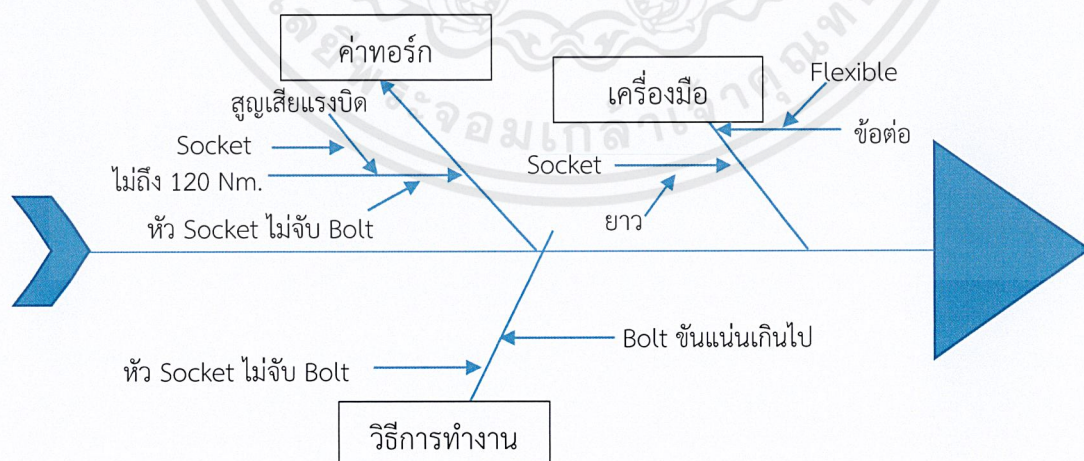 ค่าทอร์ก
เครื่องมือ
Flexible
สูญเสียแรงบิด
ข้อต่อ
Socket
Socket
ไม่ถึง 120 Nm.
หัว Socket ไม่จับ Bolt
ยาว
Bolt ขันแน่นเกินไป
หัว Socket ไม่จับ Bolt
วิธีการทำงาน